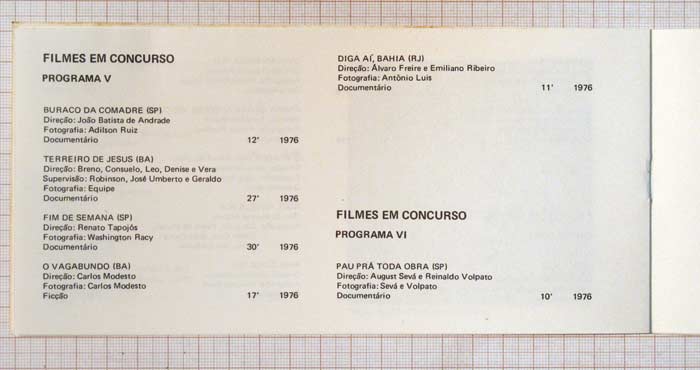 FILMES EM CONCURSO
PROGRAMA V
BURACO DA COMADRE (SP)
Direção: João Batista de Andrade
Fotografia: Adilson Ruiz
Documentário 12' 1976
TERREIRO DE JESUS (BA)
Direção: Breno, Consuelo, Leo, Denise e Vera
Supervisão: Robinson, José Umberto e Geraldo
Fotografia: Equipe
Documentário 27' 1976
FIM DE SEMANA (SP)
Direção: Renato Tapajós
Fotografia: Washington Racy
Documentário 30' 1976
O VAGABUNDO (BA)
Direção: Carlos Modesto
Fotografia: Carlos Modesto
Ficção 17' 1976
DIGA AÍ, BAHIA (RJ)
Direção: Álvaro Freire e Emiliano Ribeiro
Fotografia: Antônio Luis
Documentário 11' 1976
FILMES EM CONCURSO
PROGRAMA VI
PAU PRÁ TODA OBRA (SP)
Direção: August Sevá e Reinaldo Volpato
Fotografia: Sevá e Volpato
Documentário 10' 1976